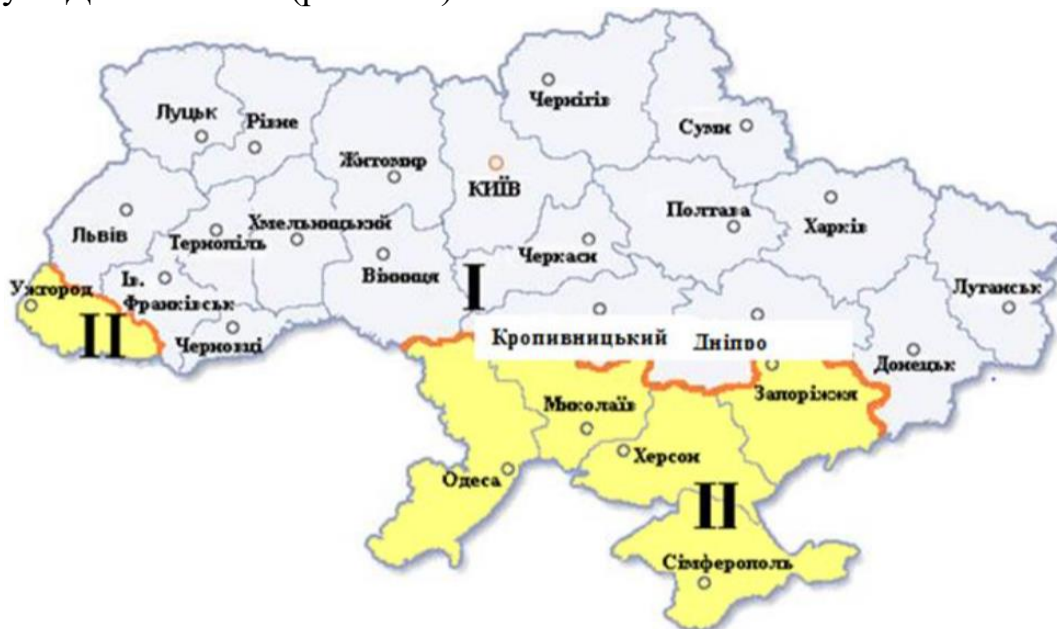 Чернігів
Луцьк
Рівне
Суми
Житомир
КИЇВ
Полтава
Харків
Львів
Тернопіль
Хмельницький
Черкаси
Вінниця
Ужгород
Ів.
Франківськ
I
Луганськ
II
Чернівці
Кропивницький
Дніпро
Донецьк
Запоріжжя
Миколаїв
Херсон
Одеса
II
Сімферополь